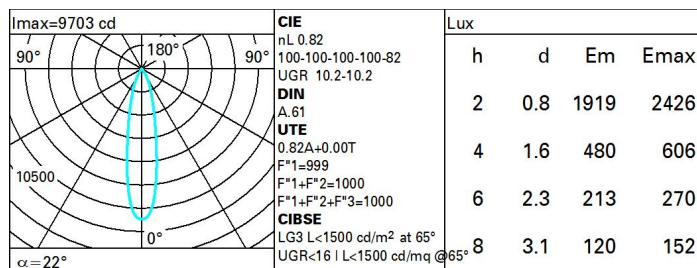 Imax=9703 cd
90° 180° 90°
10500
0°
α=22°
CIE
nL 0.82
100-100-100-100-82
UGR 10.2-10.2
DIN
A.61
UTE
0.82A+0.00T
F"1=999
F"1+F"2=1000
F"1+F"2+F"3=1000
CIBSE
LG3 L<1500 cd/m² at 65°
UGR<16 | L<1500 cd/mq @65°
Lux
h d Em Emax
2 0.8 1919 2426
4 1.6 480 606
6 2.3 213 270
8 3.1 120 152